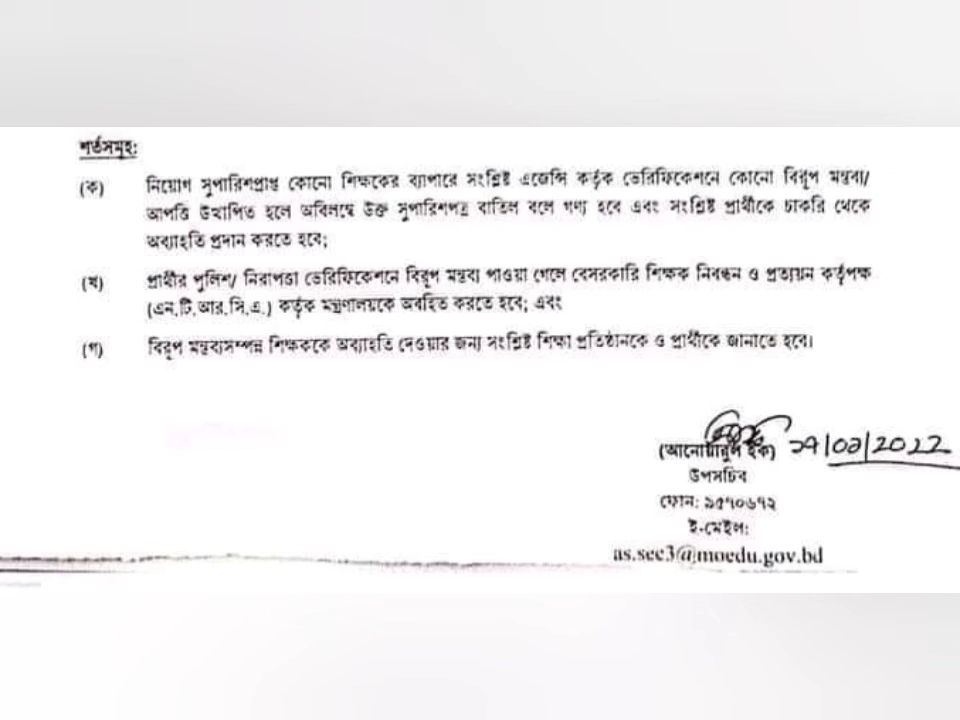 শর্তসমূহ:
(ক) নিয়োগ সুপারিশপ্রাপ্ত কোনো শিক্ষকের ব্যাপারে সংশ্লিষ্ট এজেন্সি কর্তৃক ভেরিফিকেশনে কোনো বিরূপ মন্তব্য/
আপত্তি উত্থাপিত হলে অবিলম্বে উক্ত সুপারিশপত্র বাতিল বলে গণ্য হবে এবং সংশ্লিষ্ট প্রার্থীকে চাকরি থেকে
অব্যাহতি প্রদান করতে হবে;
(খ) প্রার্থীর পুলিশ/ নিরাপত্তা ভেরিফিকেশনে বিরূপ মন্তব্য পাওয়া গেলে বেসরকারি শিক্ষক নিবন্ধন ও প্রত্যয়ন কর্তৃপক্ষ
(এন.টি.আর.সি.এ.) কর্তৃক মন্ত্রণালয়কে অবহিত করতে হবে; এবং
(গ) বিরূপ মন্তব্যসম্পন্ন শিক্ষককে অব্যাহতি দেওয়ার জন্য সংশ্লিষ্ট শিক্ষা প্রতিষ্ঠানকে ও প্রার্থীকে জানাতে হবে।
(আনোয়ারুল হক)
উপসচিব
ফোন: ৯৫৭০৬৭২
ই-মেইল:
as.sec3@moedu.gov.bd